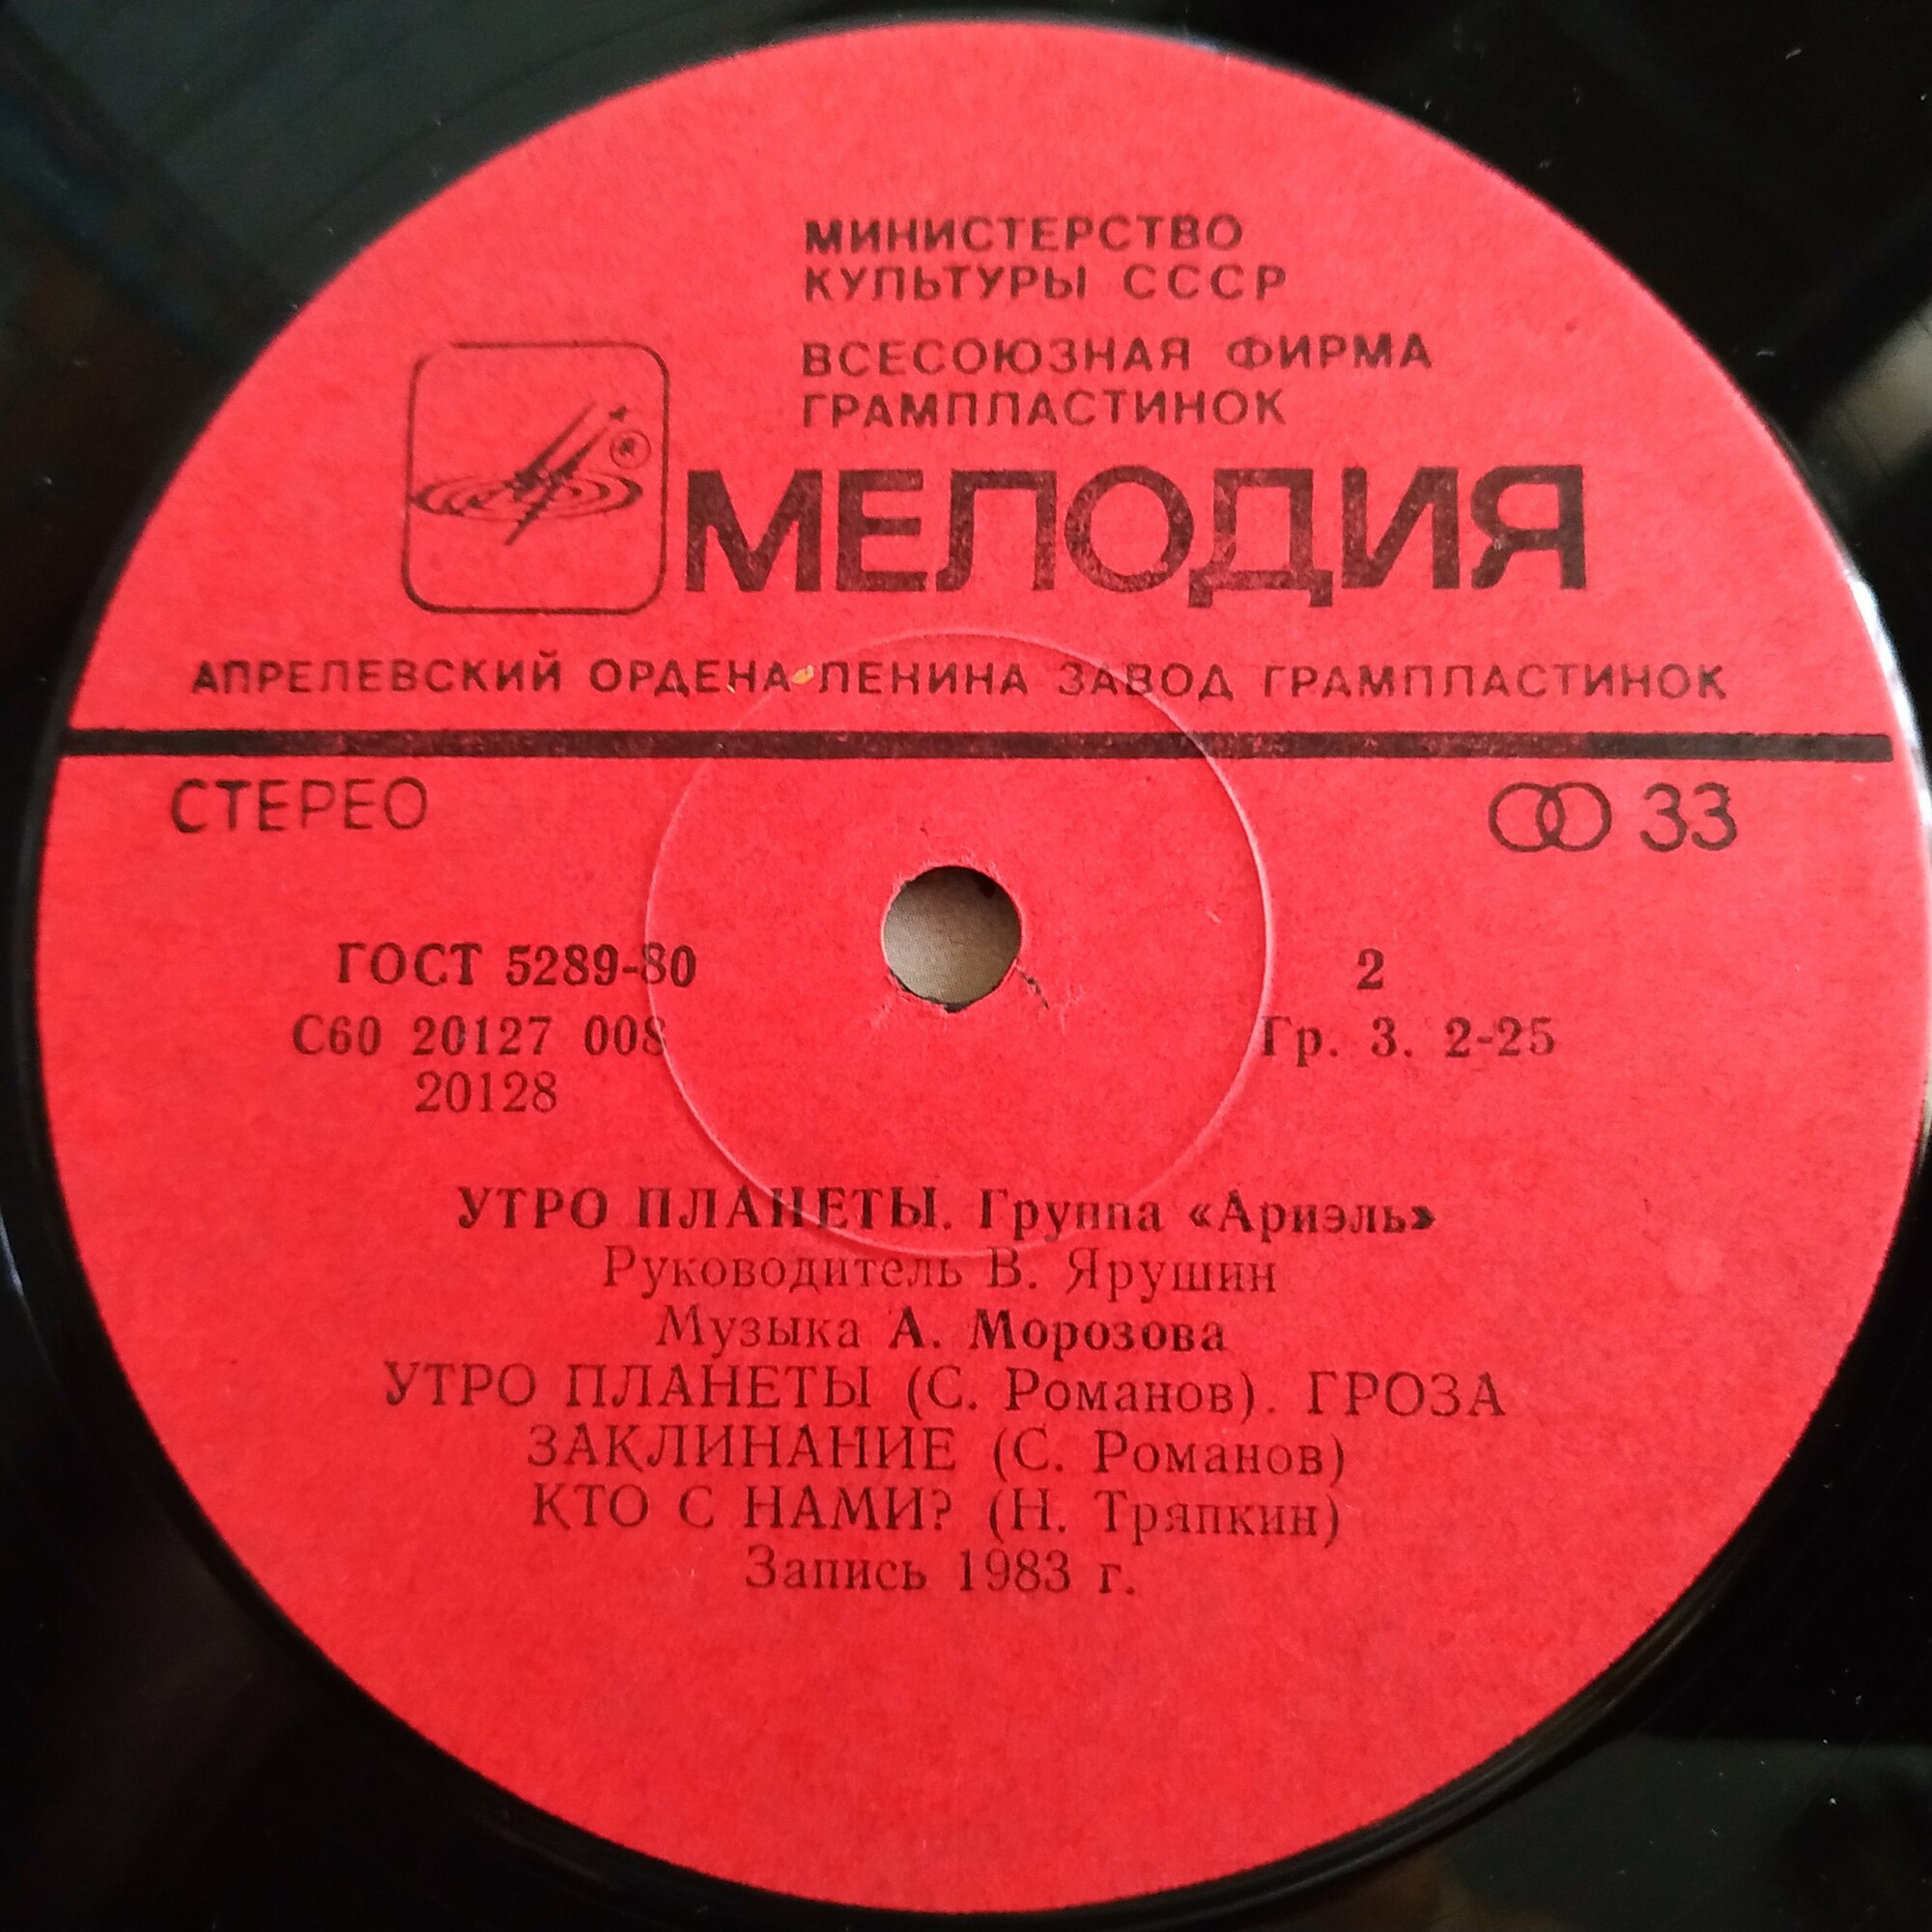 МИНИСТЕРСТВО
КУЛЬТУРЫ СССР
ВСЕСОЮЗНАЯ ФИРМА
ГРАМПЛАСТИНОК
МЕЛОДИЯ
АПРЕЛЕВСКИЙ ОРДЕНА ЛЕНИНА ЗАВОД ГРАМПЛАСТИНОК
СТЕРЕО 33
ГОСТ 5289-80 2
С60 20127 008 Гр. 3. 2-25
20128
УТРО ПЛАНЕТЫ. Группа «Ариэль»
Руководитель В. Ярушин
Музыка А. Морозова
УТРО ПЛАНЕТЫ (С. Романов). ГРОЗА
ЗАКЛИНАНИЕ (С. Романов)
КТО С НАМИ? (Н. Тряпкин)
Запись 1983 г.